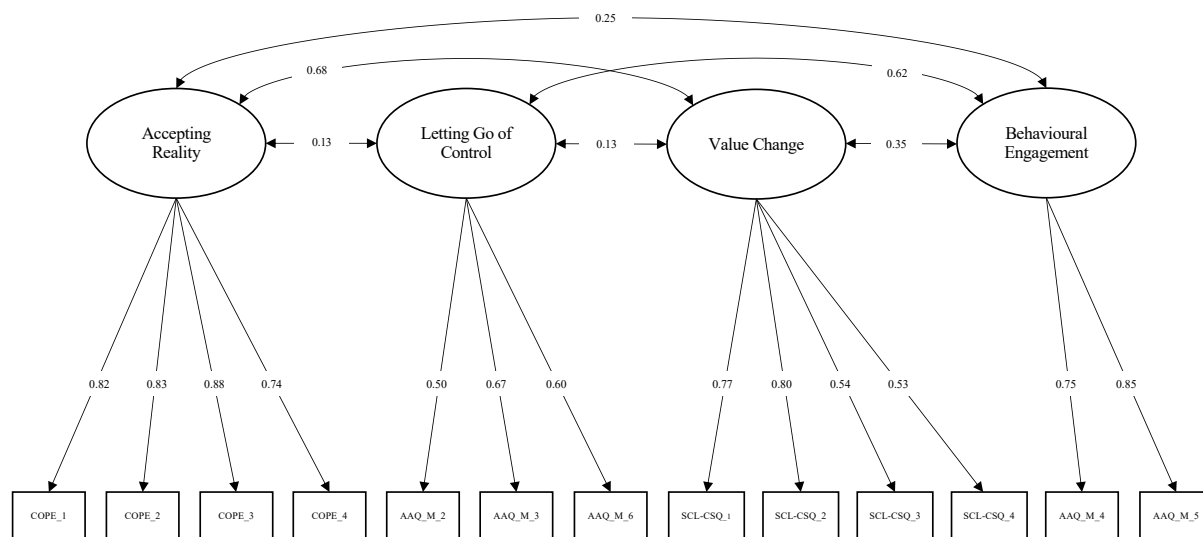 0.25
0.68
0.62
Accepting
Reality
0.13
Letting Go of
Control
0.13
Value Change
0.35
Behavioural
Engagement
0.82
0.83
0.88
0.74
0.50
0.67
0.60
0.77
0.80
0.54
0.53
0.75
0.85
COPE_1
COPE_2
COPE_3
COPE_4
AAQ_M_2
AAQ_M_3
AAQ_M_6
SCL-CSQ_1
SCL-CSQ_2
SCL-CSQ_3
SCL-CSQ_4
AAQ_M_4
AAQ_M_5